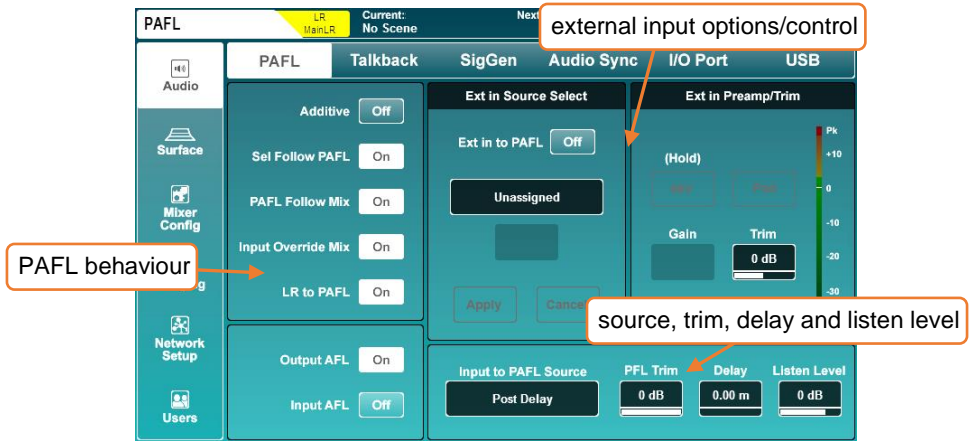 PAFL
LR
MainLR
Current:
No Scene
Nex
external input options/control
Audio
Surface
Mixer
Config
g
Network
Setup
Users
PAFL Talkback SigGen Audio Sync I/O Port USB
Additive Off
Sel Follow PAFL On
PAFL Follow Mix On
Input Override Mix On
LR to PAFL On
PAFL behaviour
Output AFL On
Input AFL Off
Ext in Source Select
Ext in to PAFL Off
Unassigned
Apply Cancel
Ext in Preamp/Trim
(Hold)
Gain Trim
0 dB
Pk
+10
0
-10
-20
-30
source, trim, delay and listen level
Input to PAFL Source PFL Trim Delay Listen Level
Post Delay 0 dB 0.00 m 0 dB